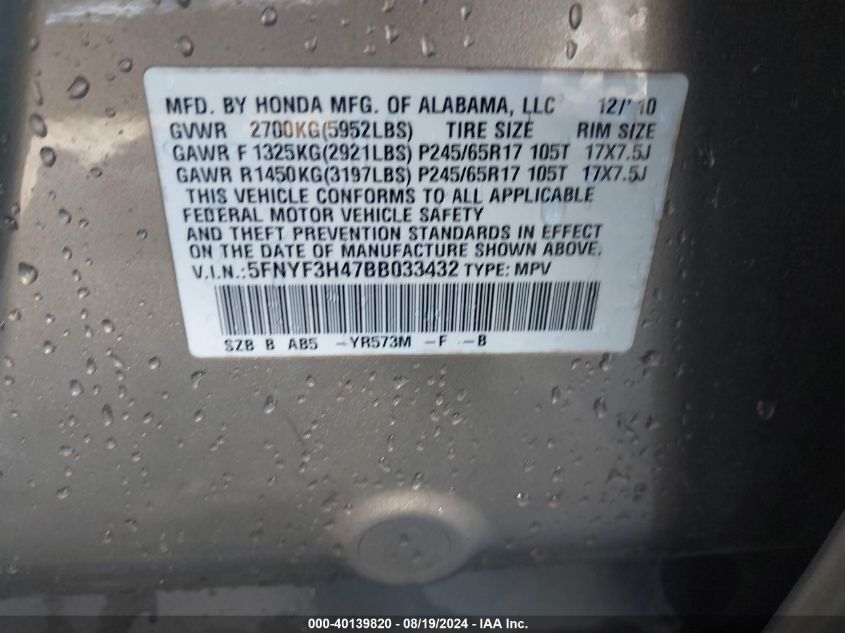 MFD. BY HONDA MFG. OF ALABAMA, LLC 12/'10
GVWR 2700KG(5952LBS) TIRE SIZE RIM SIZE
GAWR F 1325KG(2921LBS) P245/65R17 105T 17X7.5J
GAWR R1450KG(3197LBS) P245/65R17 105T 17X7.5J
THIS VEHICLE CONFORMS TO ALL APPLICABLE
FEDERAL MOTOR VEHICLE SAFETY
AND THEFT PREVENTION STANDARDS IN EFFECT
ON THE DATE OF MANUFACTURE SHOWN ABOVE.
V.I.N.:5FNYF3H47BB033432 TYPE: MPV
SZB B AB5 -YR573M -F -B
000-40139820 - 08/19/2024 - IAA Inc.